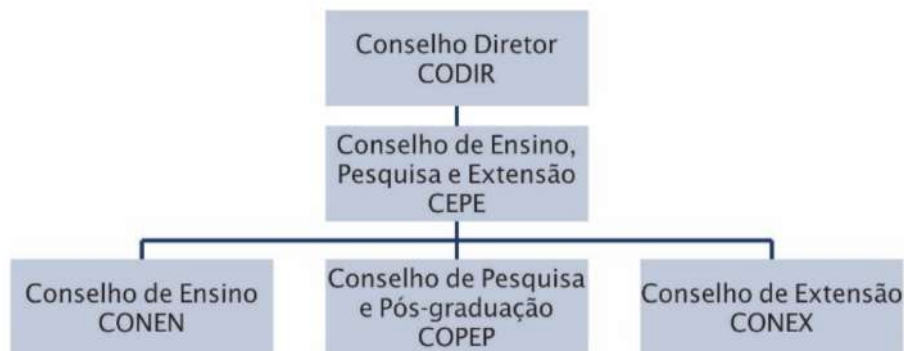 Conselho Diretor
CODIR
Conselho de Ensino,
Pesquisa e Extensão
CEPE
Conselho de Ensino
CONEN
Conselho de Pesquisa
e Pós-graduação
COPEP
Conselho de Extensão
CONEX